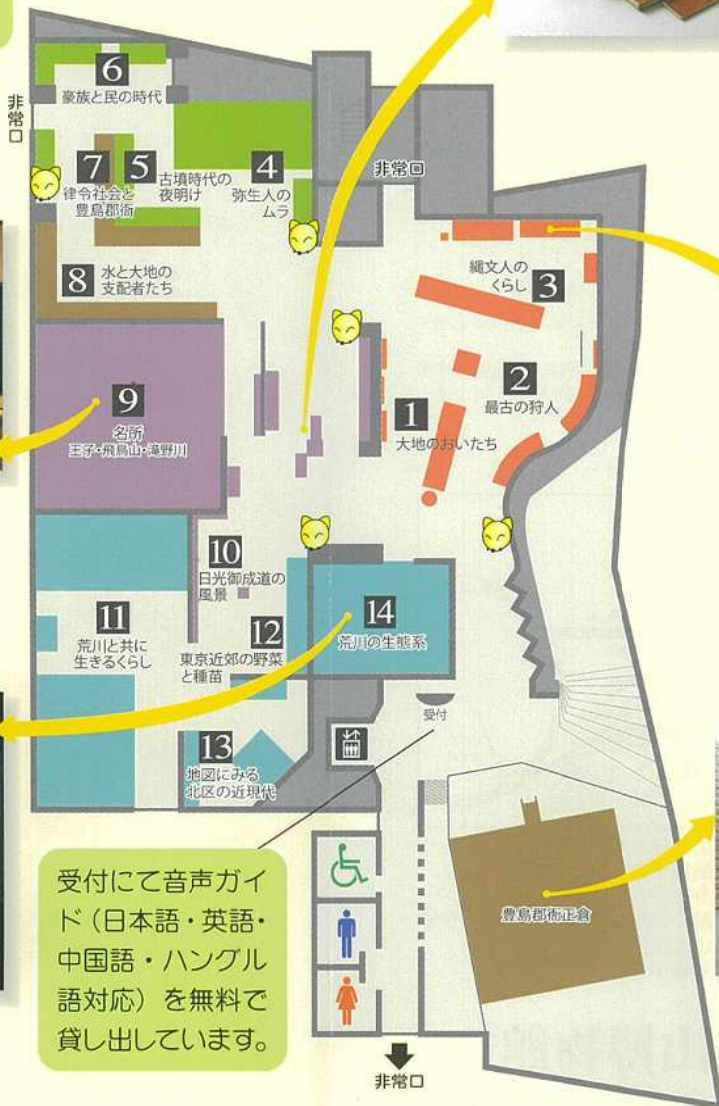 6
豪族と民の時代
非常口
非常口
7
律令社会と
豊島郡衙
5
古墳時代の
夜明け
4
弥生人の
ムラ
8
水と大地の
支配者たち
縄文人の
くらし
3
2
最古の狩人
1
大地のおいたち
9
名所
王子・飛鳥山・滝野川
10
日光御成道の
風景
11
荒川と共に
生きるくらし
12
東京近郊の野菜
と種苗
14
荒川の生態系
受付
13
地図にみる
北区の近現代
豊島郡衙正倉
受付にて音声ガイ
ド（日本語・英語・
中国語・ハングル
語対応）を無料で
貸し出しています。
非常口